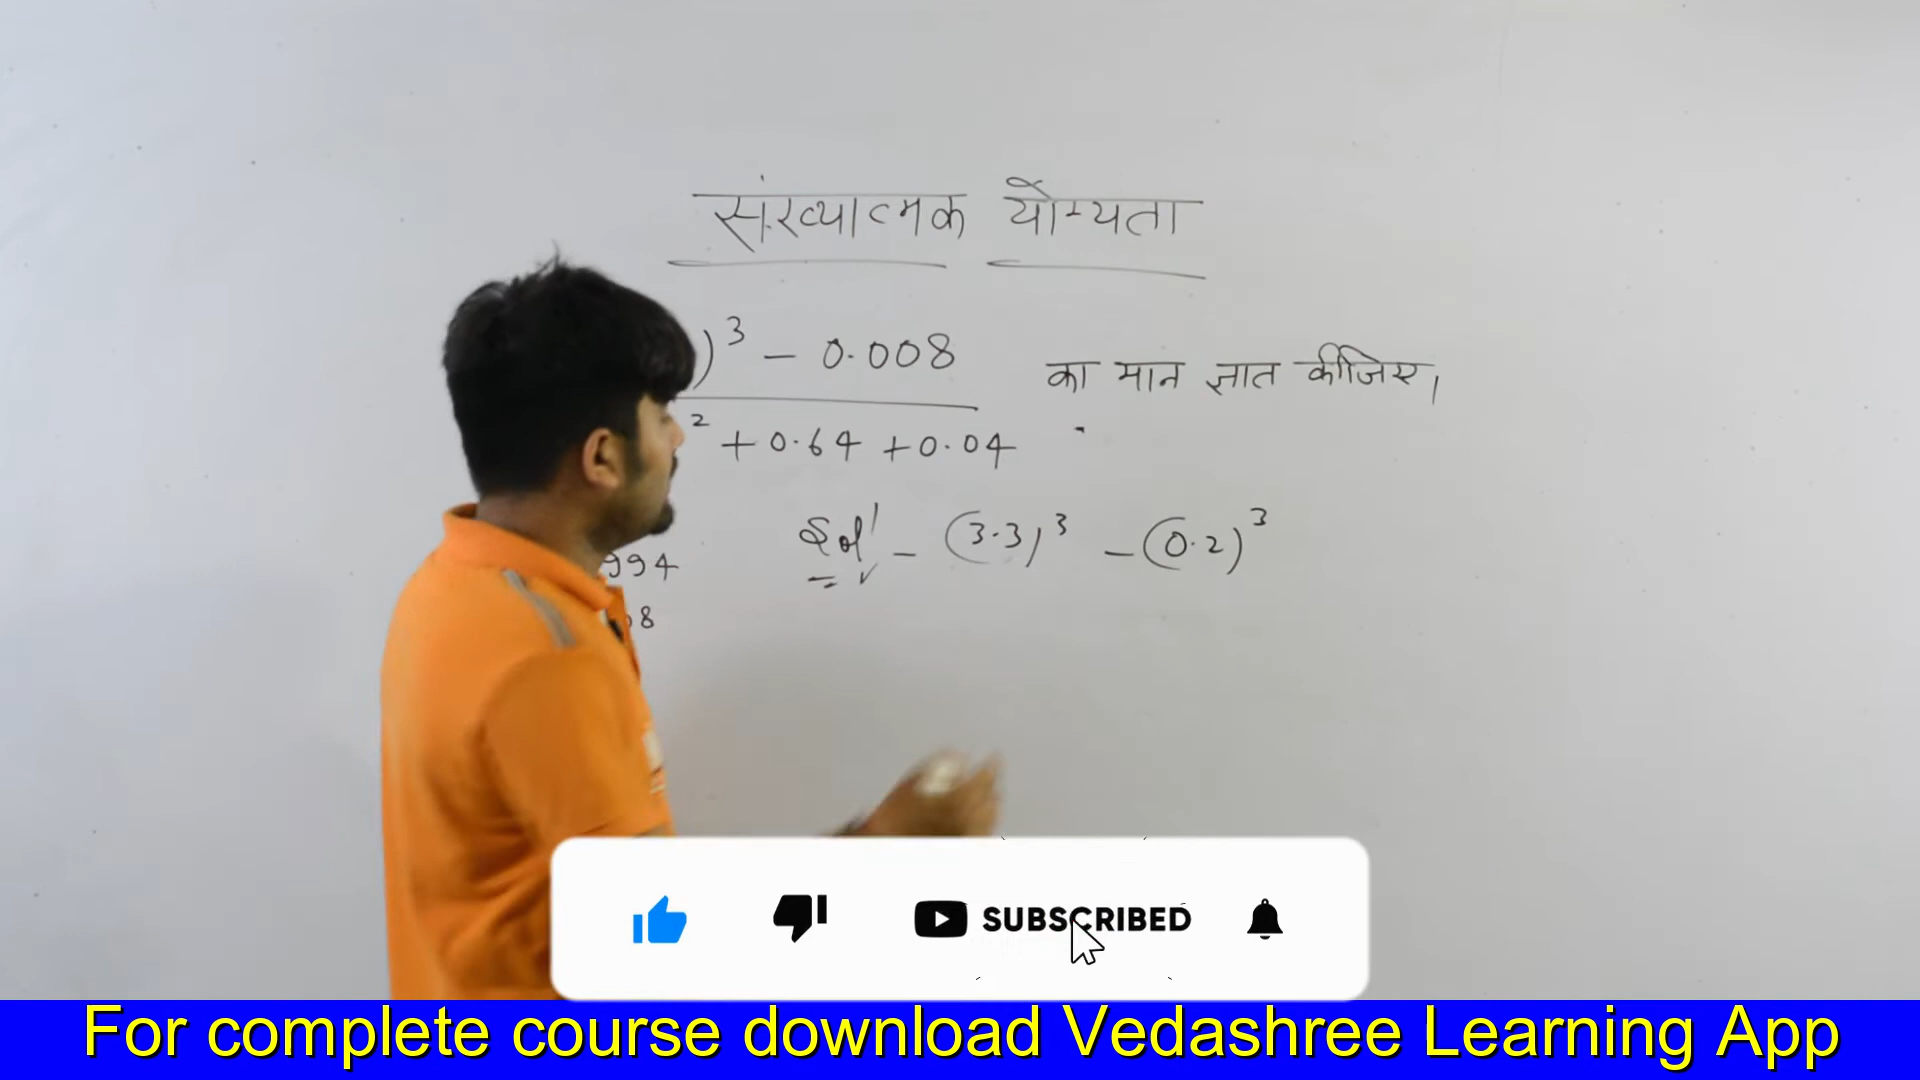 संख्यात्मक योग्यता
)³ - 0.008 का मान ज्ञात कीजिए।
² + 0.64 + 0.04
Solⁿ - (3.3)³ - (0.2)³
994
8
SUBSCRIBED
For complete course download Vedashree Learning App